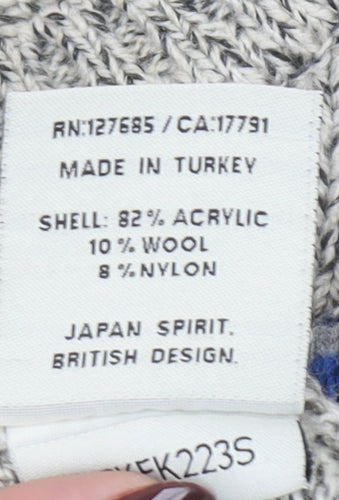 RN:127685 / CA:17791
MADE IN TURKEY
SHELL: 82% ACRYLIC
10% WOOL
8% NYLON
JAPAN SPIRIT.
BRITISH DESIGN.